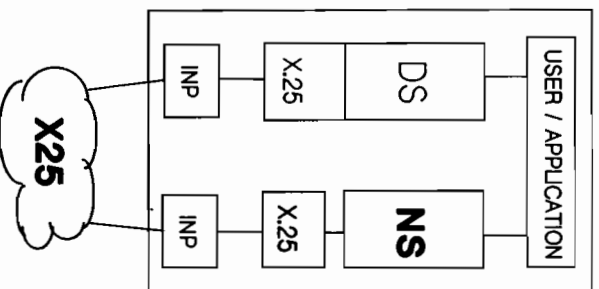 USER / APPLICATION
DS
NS
X.25
X.25
INP
INP
X25